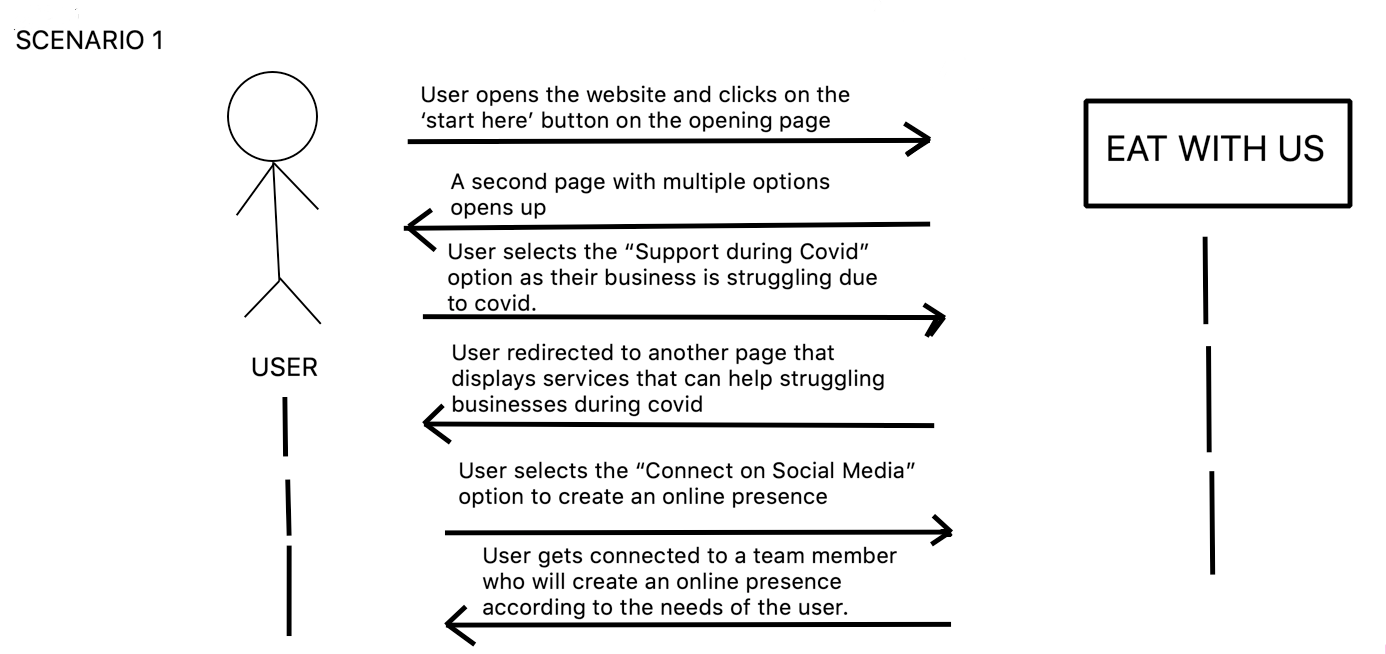 SCENARIO 1
User opens the website and clicks on the
‘start here’ button on the opening page
EAT WITH US
A second page with multiple options
opens up
User selects the “Support during Covid”
option as their business is struggling due
to covid.
User redirected to another page that
displays services that can help struggling
businesses during covid
USER
User selects the “Connect on Social Media”
option to create an online presence
User gets connected to a team member
who will create an online presence
according to the needs of the user.